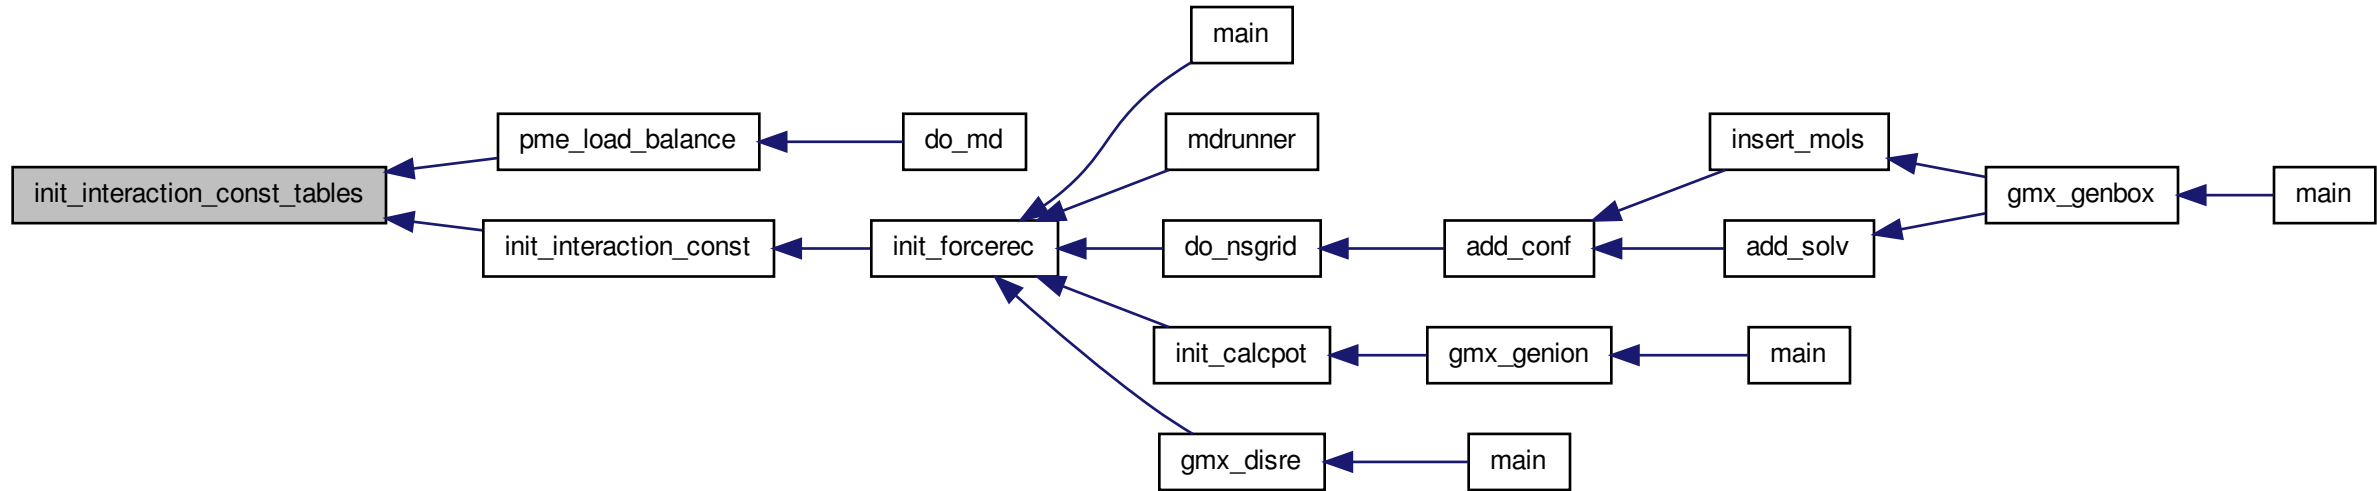 main
pme_load_balance
do_md
mdrunner
insert_mols
init_interaction_const_tables
gmx_genbox
main
init_interaction_const
init_forcerec
do_nsgrid
add_conf
add_solv
init_calcpot
gmx_genion
main
gmx_disre
main